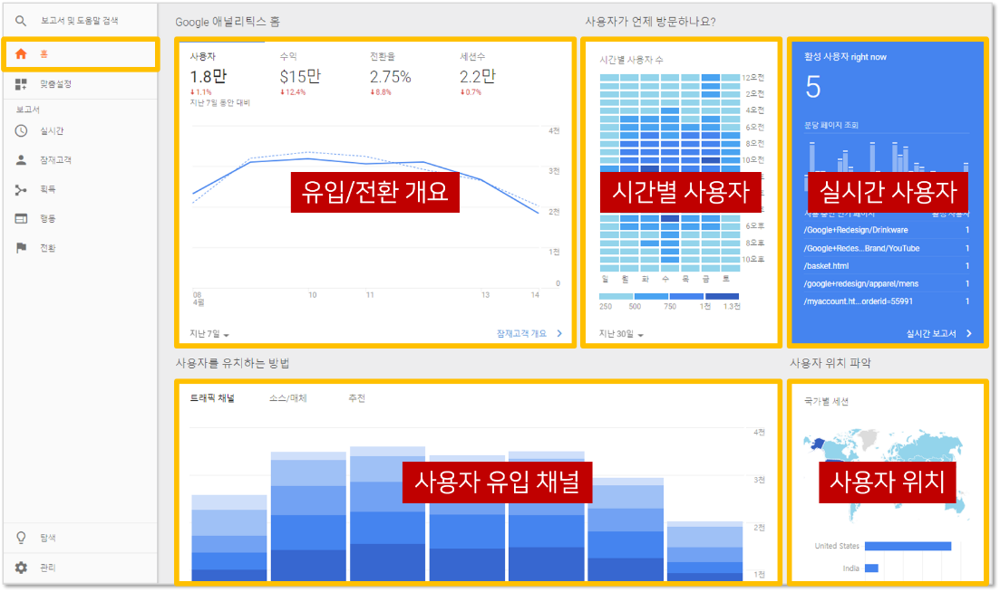 보고서 및 도움말 검색
홈
맞춤설정
보고서
실시간
잠재고객
획득
행동
전환
탐색
관리
Google 애널리틱스 홈
사용자
1.8만
1.1%
지난 7일 동안 대비
수익
$15만
12.4%
전환율
2.75%
8.8%
세션수
2.2만
0.7%
4천
3천
2천
1천
0
유입/전환 개요
08
4월
10
11
13
14
지난 7일
잠재고객 개요
사용자가 언제 방문하나요?
시간별 사용자 수
12오전
2오전
4오전
6오전
8오전
10오전
시간별 사용자
6오후
8오후
10오후
일 월 화 수 목 금 토
250 500 750 1천 1.3천
지난 30일
활성 사용자 right now
5
분당 페이지 조회
실시간 사용자
/Google+Redesign/Drinkware 1
/Google+Redes...Brand/YouTube 1
/basket.html 1
/google+redesign/apparel/mens 1
/myaccount.ht...orderid=55991 1
실시간 보고서
사용자를 유치하는 방법
트래픽 채널 소스/매체 추천
4천
3천
2천
1천
사용자 유입 채널
사용자 위치 파악
국가별 세션
사용자 위치
United States
India